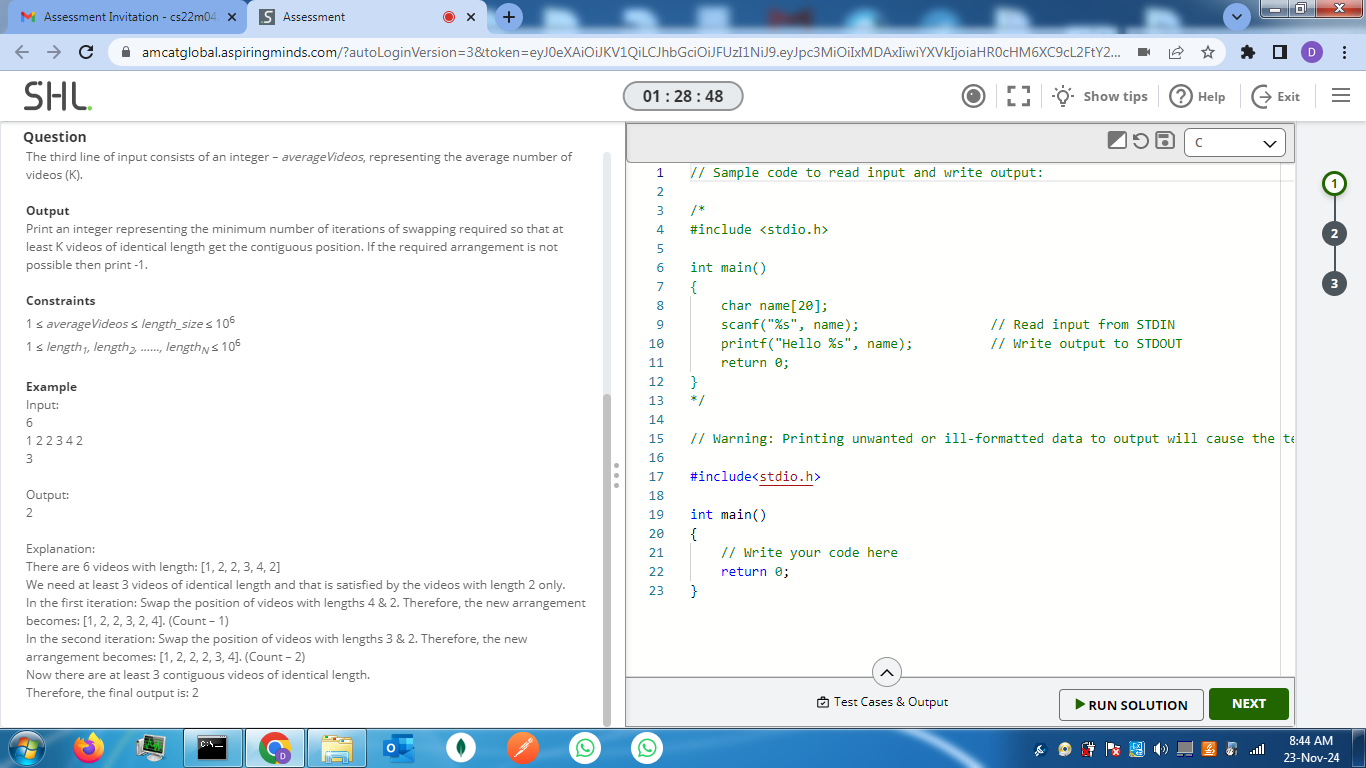 Assessment Invitation - cs22m04
Assessment
amcatglobal.aspiringminds.com/?autoLoginVersion=3&token=eyJ0eXAiOiJKV1QiLCJhbGciOiJFUzI1NiJ9.eyJpc3MiOiIxMDAxIiwiYXVkIjoiaHR0cHM6XC9cL2FtY2...
D
SHL.
01 : 28 : 48
Show tips
Help
Exit
Question
The third line of input consists of an integer – averageVideos, representing the average number of
videos (K).
Output
Print an integer representing the minimum number of iterations of swapping required so that at
least K videos of identical length get the contiguous position. If the required arrangement is not
possible then print -1.
Constraints
1 ≤ averageVideos ≤ length_size ≤ 10⁶
1 ≤ length₁, length₂, ......, lengthN ≤ 10⁶
Example
Input:
6
1 2 2 3 4 2
3
Output:
2
Explanation:
There are 6 videos with length: [1, 2, 2, 3, 4, 2]
We need at least 3 videos of identical length and that is satisfied by the videos with length 2 only.
In the first iteration: Swap the position of videos with lengths 4 & 2. Therefore, the new arrangement
becomes: [1, 2, 2, 3, 2, 4]. (Count – 1)
In the second iteration: Swap the position of videos with lengths 3 & 2. Therefore, the new
arrangement becomes: [1, 2, 2, 2, 3, 4]. (Count – 2)
Now there are at least 3 contiguous videos of identical length.
Therefore, the final output is: 2
C
1 // Sample code to read input and write output:
2
3 /*
4 #include <stdio.h>
5
6 int main()
7 {
8 char name[20];
9 scanf("%s", name); // Read input from STDIN
10 printf("Hello %s", name); // Write output to STDOUT
11 return 0;
12 }
13 */
14
15 // Warning: Printing unwanted or ill-formatted data to output will cause the te
16
17 #include<stdio.h>
18
19 int main()
20 {
21 // Write your code here
22 return 0;
23 }
1
2
3
Test Cases & Output
RUN SOLUTION
NEXT
8:44 AM
23-Nov-24